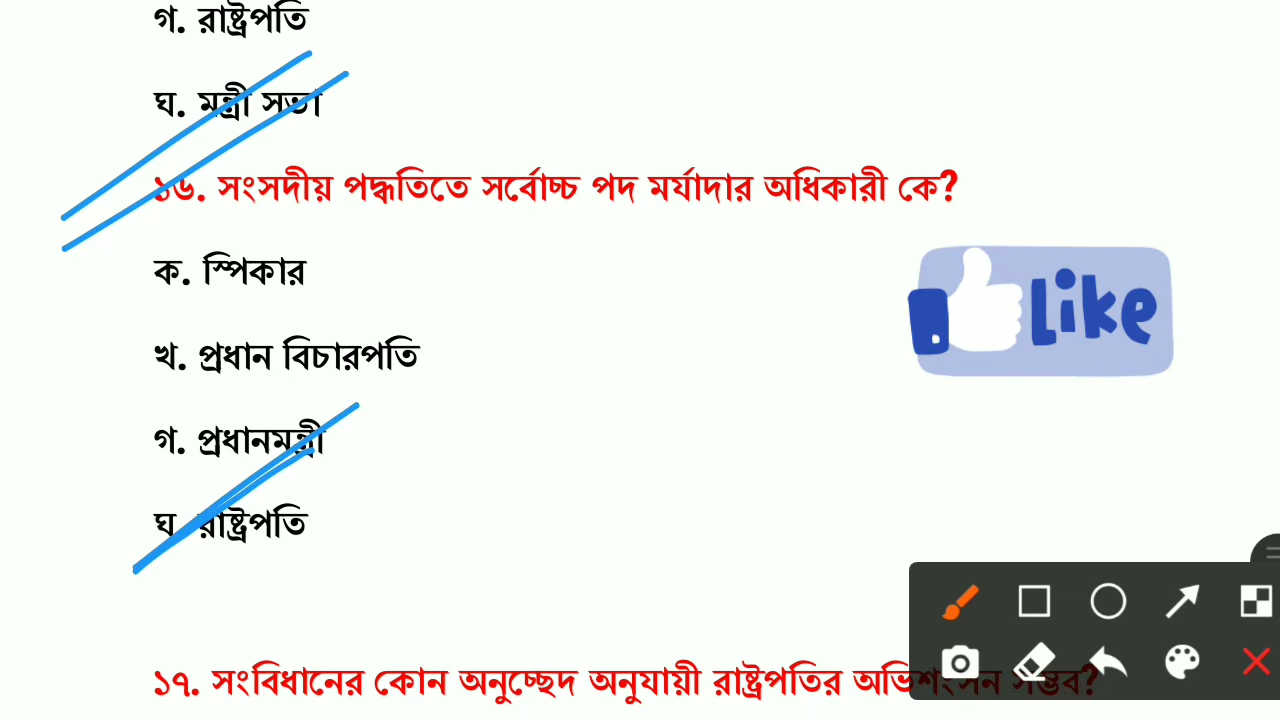 গ. রাষ্ট্রপতি
ঘ. মন্ত্রী সভা
১৬. সংসদীয় পদ্ধতিতে সর্বোচ্চ পদ মর্যাদার অধিকারী কে?
ক. স্পিকার
Like
খ. প্রধান বিচারপতি
গ. প্রধানমন্ত্রী
ঘ. রাষ্ট্রপতি
১৭. সংবিধানের কোন অনুচ্ছেদ অনুযায়ী রাষ্ট্রপতির অভিশংসন সম্ভব?